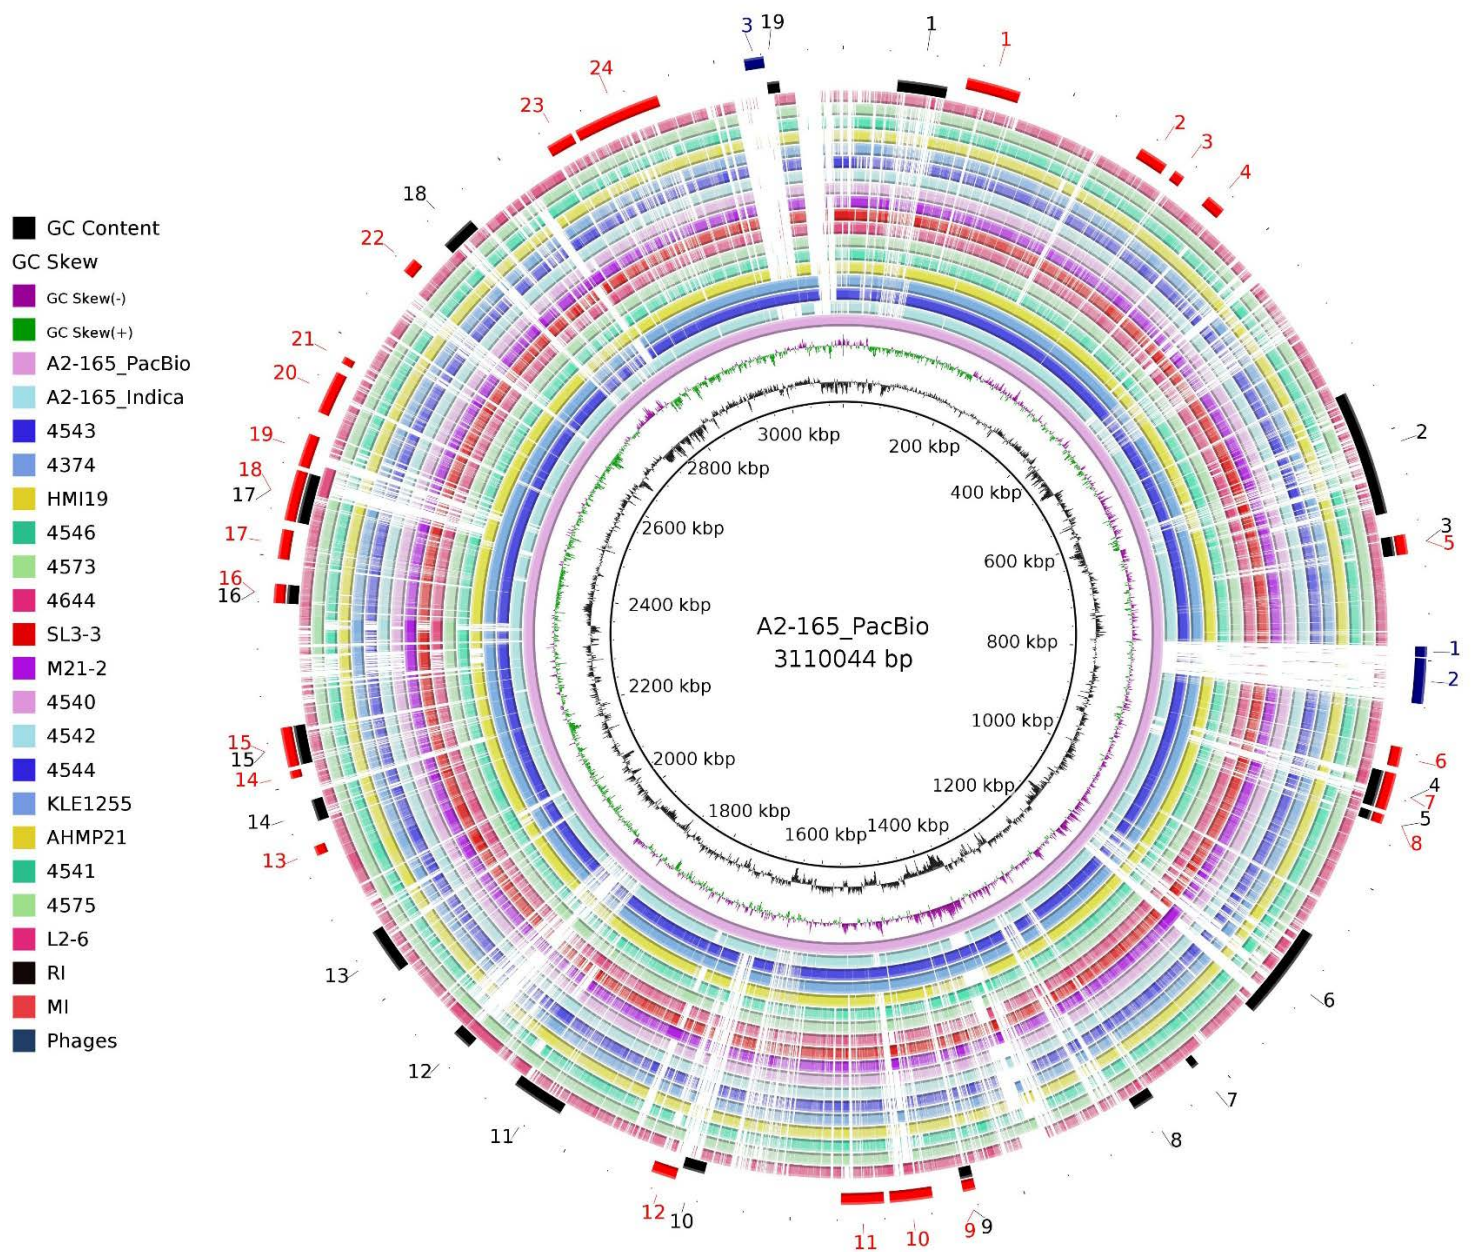 3 19 1 1
24
23
2
3
4
18
22
21
20
19
18
17
17
16
16
15
15
14
14
13
13
12
11
12 10
11 10 9 9
8
7
6
8
5
7
4
6
2
1
5
3
2
GC Content
GC Skew
GC Skew(-)
GC Skew(+)
A2-165_PacBio
A2-165_Indica
4543
4374
HMI19
4546
4573
4644
SL3-3
M21-2
4540
4542
4544
KLE1255
AHMP21
4541
4575
L2-6
RI
MI
Phages
3000 kbp
200 kbp
2800 kbp
400 kbp
2600 kbp
600 kbp
2400 kbp
800 kbp
2200 kbp
1000 kbp
2000 kbp
1200 kbp
1800 kbp
1400 kbp
1600 kbp
A2-165_PacBio
3110044 bp